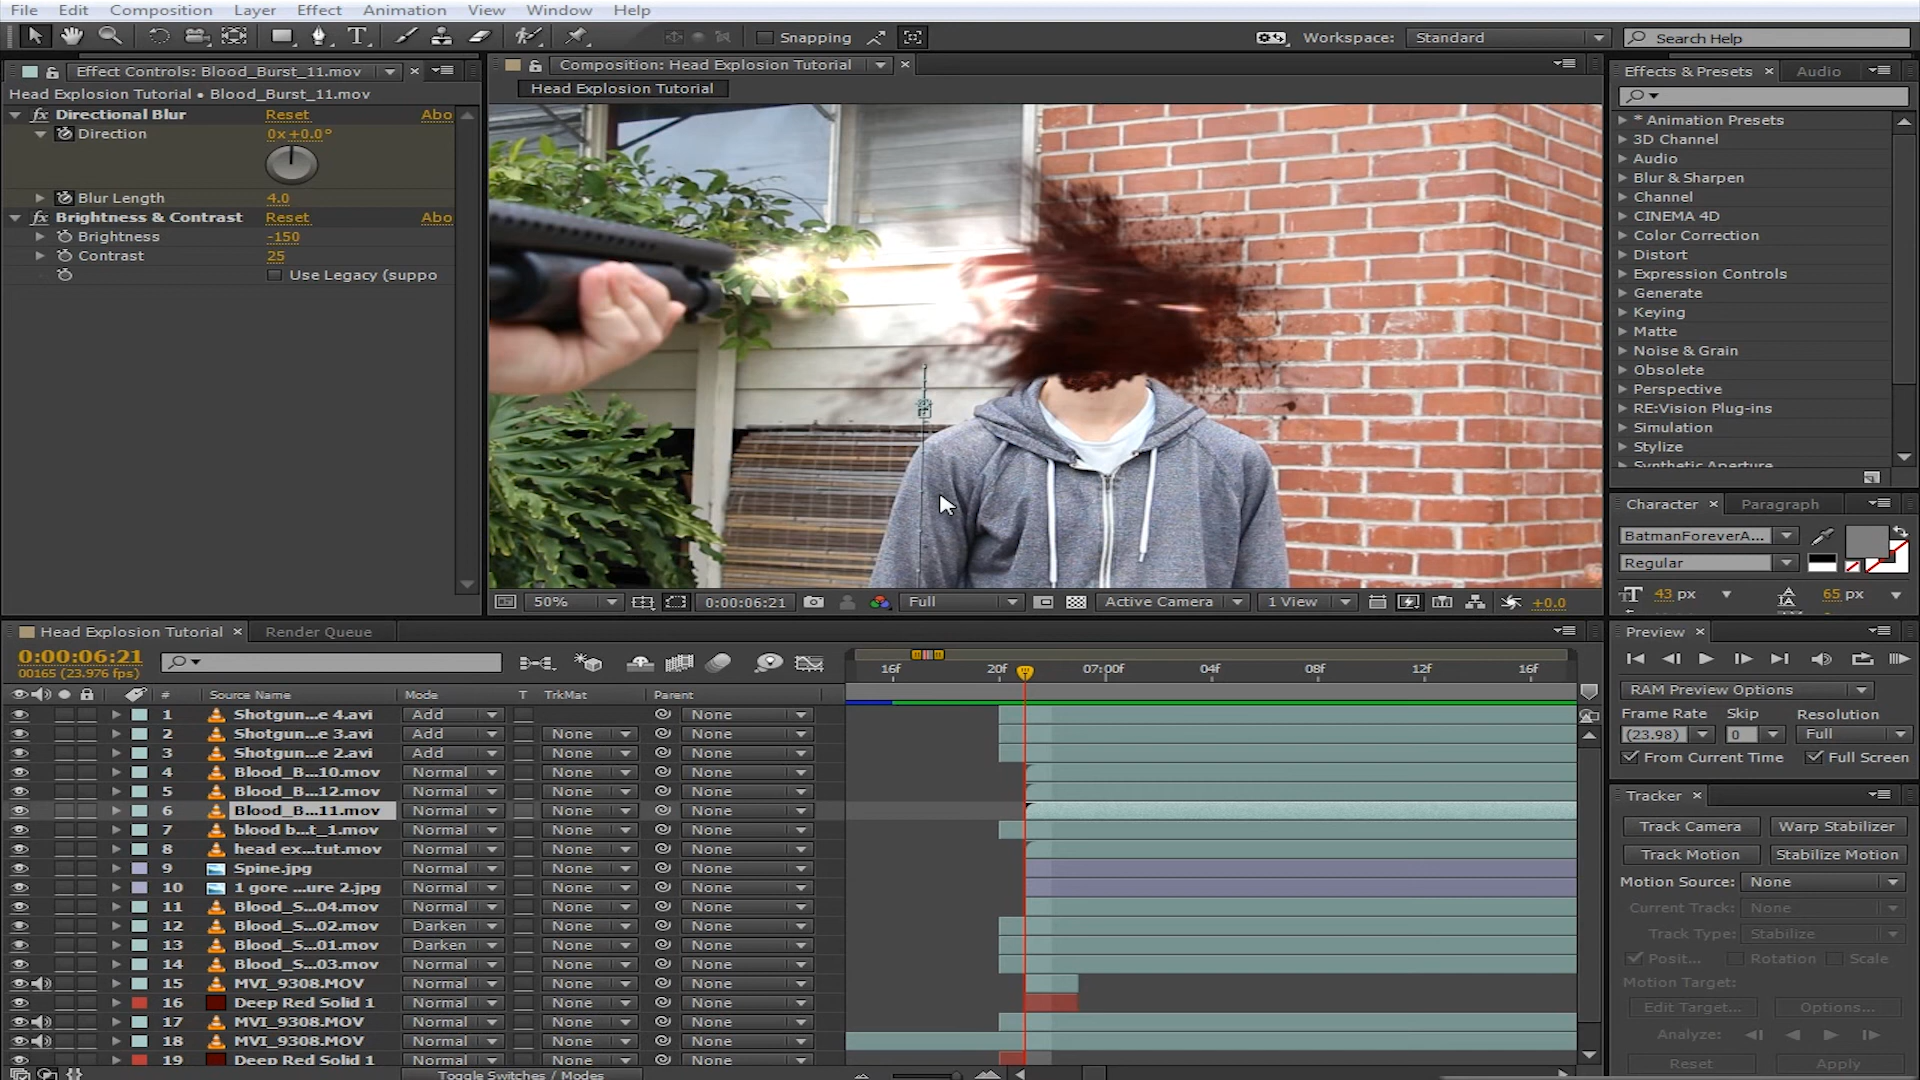 File Edit Composition Layer Effect Animation View Window Help
Snapping Workspace: Standard Search Help
Effect Controls: Blood_Burst_11.mov
Head Explosion Tutorial • Blood_Burst_11.mov
fx Directional Blur Reset Abo
Direction 0x+0.0°
Blur Length 4.0
fx Brightness & Contrast Reset Abo
Brightness -150
Contrast 25
Use Legacy (suppo
Composition: Head Explosion Tutorial
Head Explosion Tutorial
50% 0:00:06:21 Full Active Camera 1 View +0.0
Effects & Presets Audio
* Animation Presets
3D Channel
Audio
Blur & Sharpen
Channel
CINEMA 4D
Color Correction
Distort
Expression Controls
Generate
Keying
Matte
Noise & Grain
Obsolete
Perspective
RE:Vision Plug-ins
Simulation
Stylize
Synthetic Aperture
Character Paragraph
BatmanForeverA...
Regular
43 px 65 px
Head Explosion Tutorial Render Queue
0:00:06:21
00165 (23.976 fps)
16f 20f 07:00f 04f 08f 12f 16f
# Source Name Mode T TrkMat Parent
1 Shotgun...e 4.avi Add None
2 Shotgun...e 3.avi Add None None
3 Shotgun...e 2.avi Add None None
4 Blood_B...10.mov Normal None None
5 Blood_B...12.mov Normal None None
6 Blood_B...11.mov Normal None None
7 blood b...t_1.mov Normal None None
8 head ex...tut.mov Normal None None
9 Spine.jpg Normal None None
10 1 gore ...ure 2.jpg Normal None None
11 Blood_S...04.mov Normal None None
12 Blood_S...02.mov Darken None None
13 Blood_S...01.mov Darken None None
14 Blood_S...03.mov Normal None None
15 MVI_9308.MOV Normal None None
16 Deep Red Solid 1 Normal None None
17 MVI_9308.MOV Normal None None
18 MVI_9308.MOV Normal None None
19 Deep Red Solid 1 Normal None None
Toggle Switches / Modes
Preview
RAM Preview Options
Frame Rate Skip Resolution
(23.98) 0 Full
From Current Time Full Screen
Tracker
Track Camera Warp Stabilizer
Track Motion Stabilize Motion
Motion Source: None
Current Track: None
Track Type: Stabilize
Posit... Rotation Scale
Motion Target:
Edit Target... Options...
Analyze:
Reset Apply